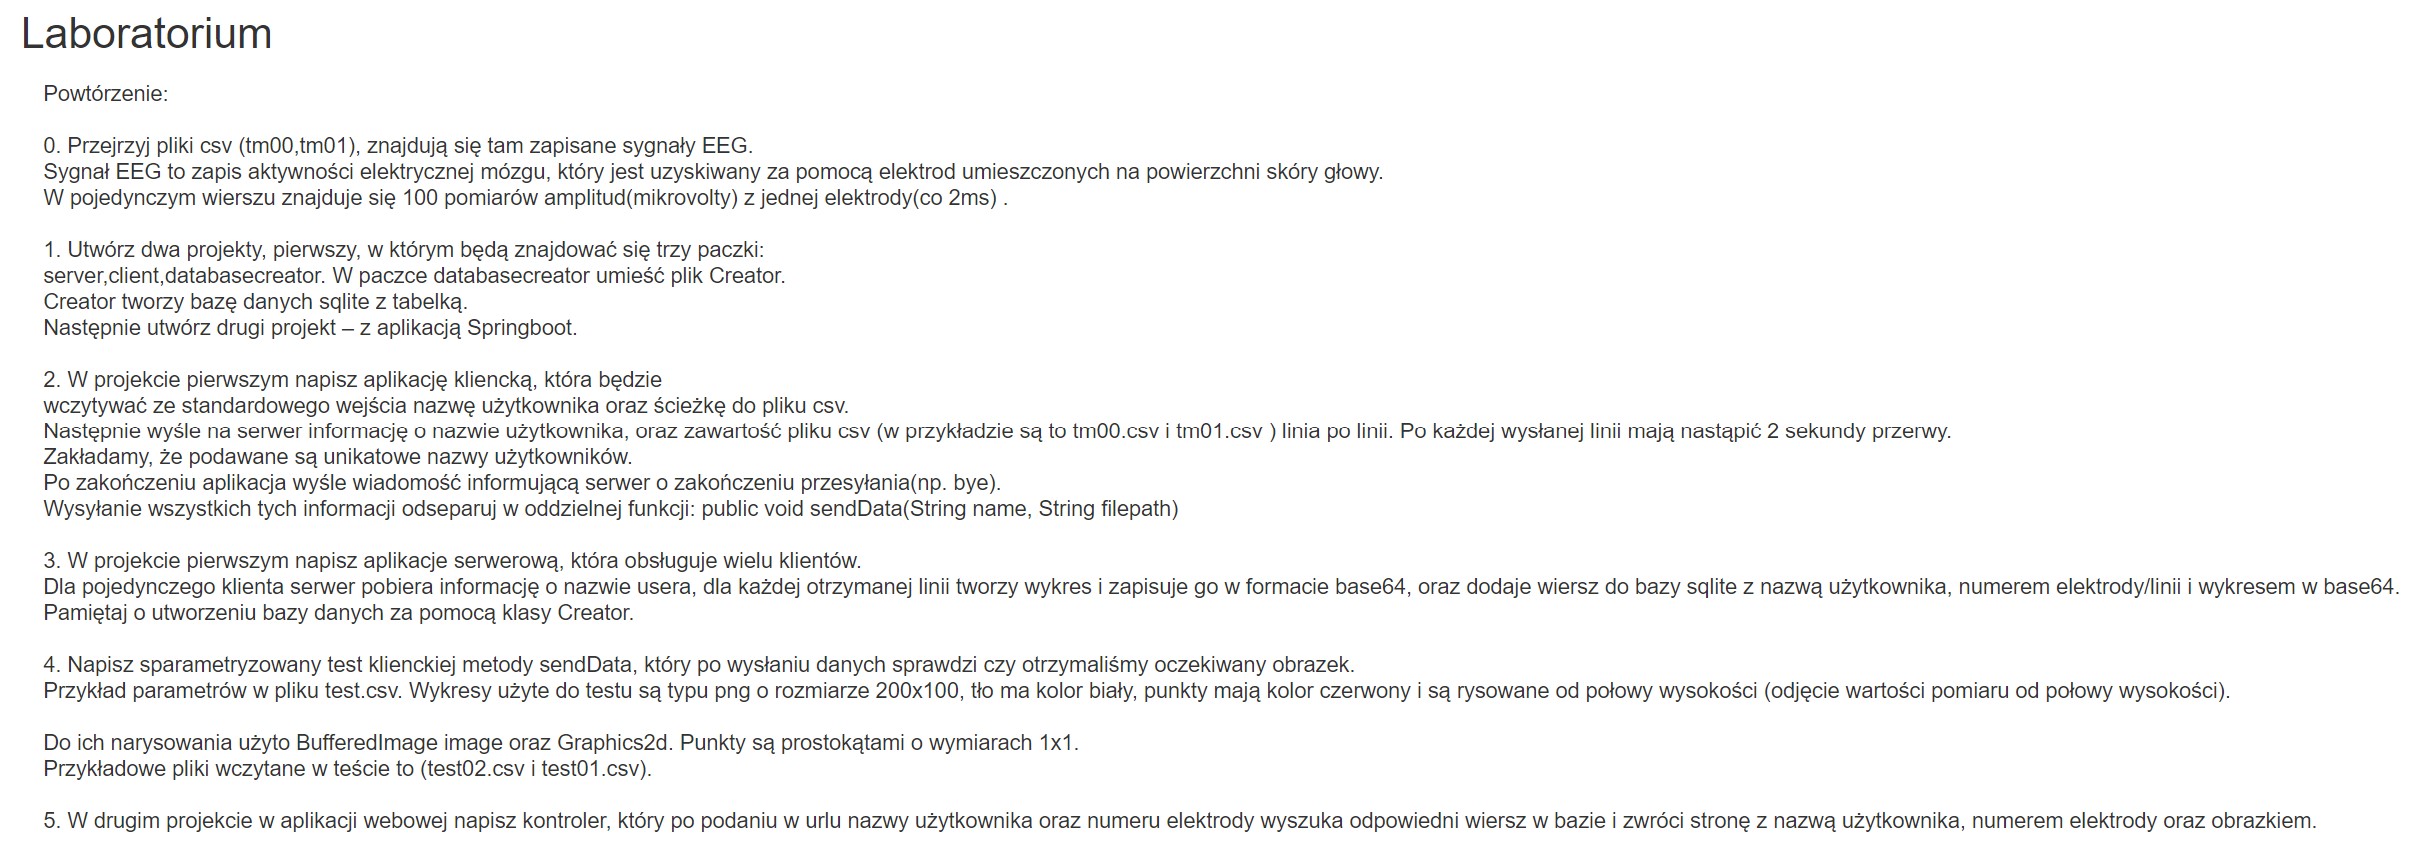 Laboratorium
Powtórzenie:
0. Przejrzyj pliki csv (tm00,tm01), znajdują się tam zapisane sygnały EEG.
Sygnał EEG to zapis aktywności elektrycznej mózgu, który jest uzyskiwany za pomocą elektrod umieszczonych na powierzchni skóry głowy.
W pojedynczym wierszu znajduje się 100 pomiarów amplitud(mikrovolty) z jednej elektrody(co 2ms) .
1. Utwórz dwa projekty, pierwszy, w którym będą znajdować się trzy paczki:
server,client,databasecreator. W paczce databasecreator umieść plik Creator.
Creator tworzy bazę danych sqlite z tabelką.
Następnie utwórz drugi projekt – z aplikacją Springboot.
2. W projekcie pierwszym napisz aplikację kliencką, która będzie
wczytywać ze standardowego wejścia nazwę użytkownika oraz ścieżkę do pliku csv.
Następnie wyśle na serwer informację o nazwie użytkownika, oraz zawartość pliku csv (w przykładzie są to tm00.csv i tm01.csv ) linia po linii. Po każdej wysłanej linii mają nastąpić 2 sekundy przerwy.
Zakładamy, że podawane są unikatowe nazwy użytkowników.
Po zakończeniu aplikacja wyśle wiadomość informującą serwer o zakończeniu przesyłania(np. bye).
Wysyłanie wszystkich tych informacji odseparuj w oddzielnej funkcji: public void sendData(String name, String filepath)
3. W projekcie pierwszym napisz aplikacje serwerową, która obsługuje wielu klientów.
Dla pojedynczego klienta serwer pobiera informację o nazwie usera, dla każdej otrzymanej linii tworzy wykres i zapisuje go w formacie base64, oraz dodaje wiersz do bazy sqlite z nazwą użytkownika, numerem elektrody/linii i wykresem w base64.
Pamiętaj o utworzeniu bazy danych za pomocą klasy Creator.
4. Napisz sparametryzowany test klienckiej metody sendData, który po wysłaniu danych sprawdzi czy otrzymaliśmy oczekiwany obrazek.
Przykład parametrów w pliku test.csv. Wykresy użyte do testu są typu png o rozmiarze 200x100, tło ma kolor biały, punkty mają kolor czerwony i są rysowane od połowy wysokości (odjęcie wartości pomiaru od połowy wysokości).
Do ich narysowania użyto BufferedImage image oraz Graphics2d. Punkty są prostokątami o wymiarach 1x1.
Przykładowe pliki wczytane w teście to (test02.csv i test01.csv).
5. W drugim projekcie w aplikacji webowej napisz kontroler, który po podaniu w urlu nazwy użytkownika oraz numeru elektrody wyszuka odpowiedni wiersz w bazie i zwróci stronę z nazwą użytkownika, numerem elektrody oraz obrazkiem.